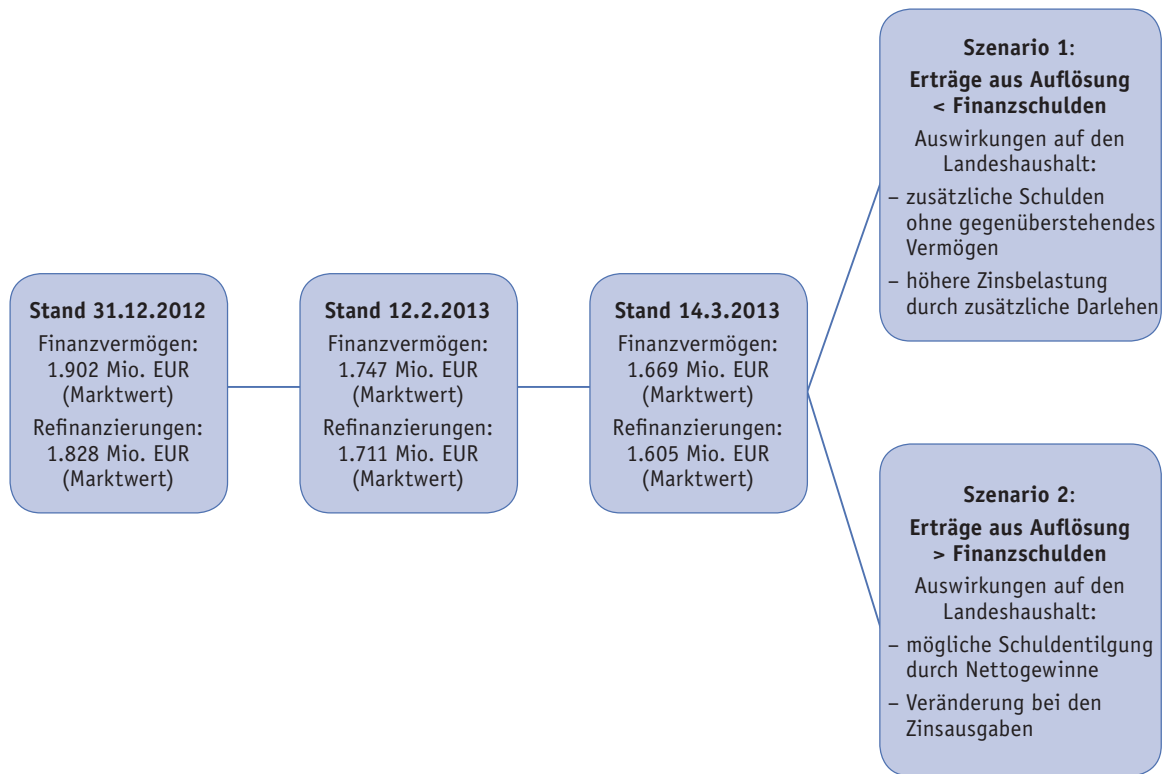 Stand 31.12.2012
Finanzvermögen:
1.902 Mio. EUR
(Marktwert)
Refinanzierungen:
1.828 Mio. EUR
(Marktwert)
Stand 12.2.2013
Finanzvermögen:
1.747 Mio. EUR
(Marktwert)
Refinanzierungen:
1.711 Mio. EUR
(Marktwert)
Stand 14.3.2013
Finanzvermögen:
1.669 Mio. EUR
(Marktwert)
Refinanzierungen:
1.605 Mio. EUR
(Marktwert)
Szenario 1:
Erträge aus Auflösung
< Finanzschulden
Auswirkungen auf den
Landeshaushalt:
– zusätzliche Schulden
ohne gegenüberstehendes
Vermögen
– höhere Zinsbelastung
durch zusätzliche Darlehen
Szenario 2:
Erträge aus Auflösung
> Finanzschulden
Auswirkungen auf den
Landeshaushalt:
– mögliche Schuldentilgung
durch Nettogewinne
– Veränderung bei den
Zinsausgaben